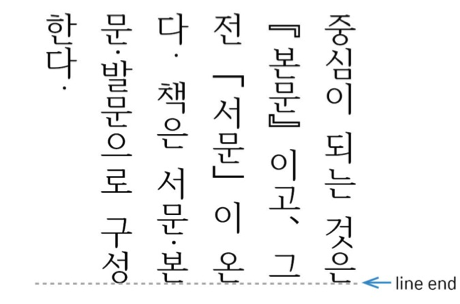 중심이 되는 것은
『본문』이고、그
전 「서문」이 온
다. 책은 서문·본
문·발문으로 구성
한다.
line end